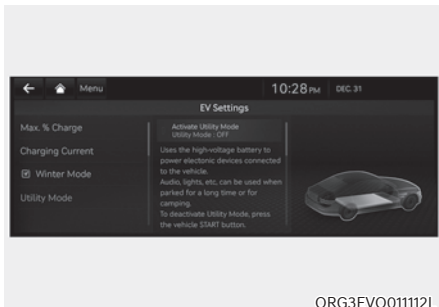 Menu
10:28 PM
DEC. 31
EV Settings
Max. % Charge
Charging Current
Winter Mode
Utility Mode
Activate Utility Mode
Utility Mode : OFF
Uses the high-voltage battery to
power electonic devices connected
to the vehicle.
Audio, lights, etc, can be used when
parked for a long time or for
camping.
To deactivate Utility Mode, press
the vehicle START button.
ORG3EVQ011112L